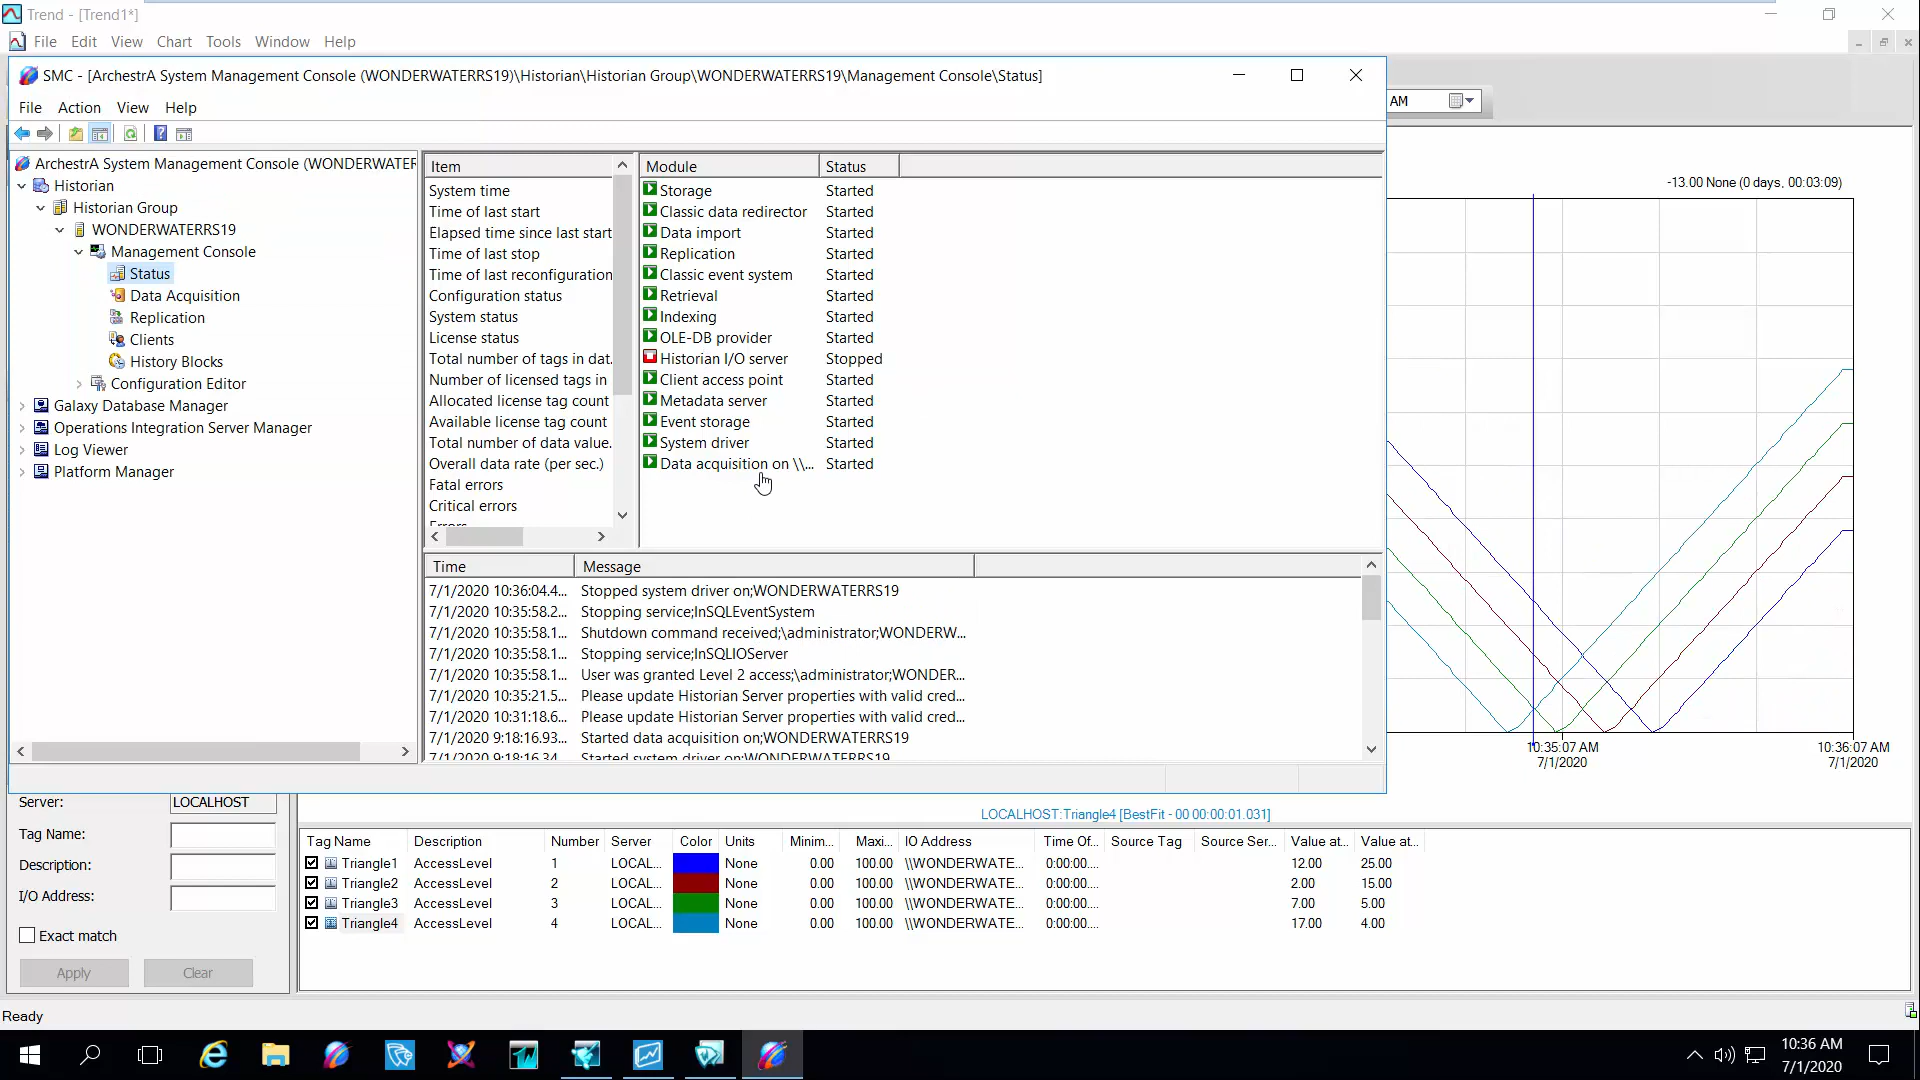 Trend - [Trend1*]
File Edit View Chart Tools Window Help
SMC - [ArchestrA System Management Console (WONDERWATERRS19)\Historian\Historian Group\WONDERWATERRS19\Management Console\Status]
File Action View Help
AM
ArchestrA System Management Console (WONDERWATER
Historian
Historian Group
WONDERWATERRS19
Management Console
Status
Data Acquisition
Replication
Clients
History Blocks
Configuration Editor
Galaxy Database Manager
Operations Integration Server Manager
Log Viewer
Platform Manager
Item
System time
Time of last start
Elapsed time since last start
Time of last stop
Time of last reconfiguration
Configuration status
System status
License status
Total number of tags in dat...
Number of licensed tags in
Allocated license tag count
Available license tag count
Total number of data value...
Overall data rate (per sec.)
Fatal errors
Critical errors
Errors
Module Status
Storage Started
Classic data redirector Started
Data import Started
Replication Started
Classic event system Started
Retrieval Started
Indexing Started
OLE-DB provider Started
Historian I/O server Stopped
Client access point Started
Metadata server Started
Event storage Started
System driver Started
Data acquisition on \\... Started
Time Message
7/1/2020 10:36:04.4... Stopped system driver on;WONDERWATERRS19
7/1/2020 10:35:58.2... Stopping service;InSQLEventSystem
7/1/2020 10:35:58.1... Shutdown command received;\administrator;WONDERW...
7/1/2020 10:35:58.1... Stopping service;InSQLIOServer
7/1/2020 10:35:58.1... User was granted Level 2 access;\administrator;WONDER...
7/1/2020 10:35:21.5... Please update Historian Server properties with valid cred...
7/1/2020 10:31:18.6... Please update Historian Server properties with valid cred...
7/1/2020 9:18:16.93... Started data acquisition on;WONDERWATERRS19
7/1/2020 9:18:16.34... Started system driver on;WONDERWATERRS19
-13.00 None (0 days, 00:03:09)
10:35:07 AM 10:36:07 AM
7/1/2020 7/1/2020
LOCALHOST:Triangle4 [BestFit - 00 00:00:01.031]
Server: LOCALHOST
Tag Name:
Description:
I/O Address:
Exact match
Apply Clear
Tag Name Description Number Server Color Units Minim... Maxi... IO Address Time Of... Source Tag Source Ser... Value at... Value at...
Triangle1 AccessLevel 1 LOCAL... None 0.00 100.00 \\WONDERWATE... 0:00:00.... 12.00 25.00
Triangle2 AccessLevel 2 LOCAL... None 0.00 100.00 \\WONDERWATE... 0:00:00.... 2.00 15.00
Triangle3 AccessLevel 3 LOCAL... None 0.00 100.00 \\WONDERWATE... 0:00:00.... 7.00 5.00
Triangle4 AccessLevel 4 LOCAL... None 0.00 100.00 \\WONDERWATE... 0:00:00.... 17.00 4.00
Ready
10:36 AM
7/1/2020